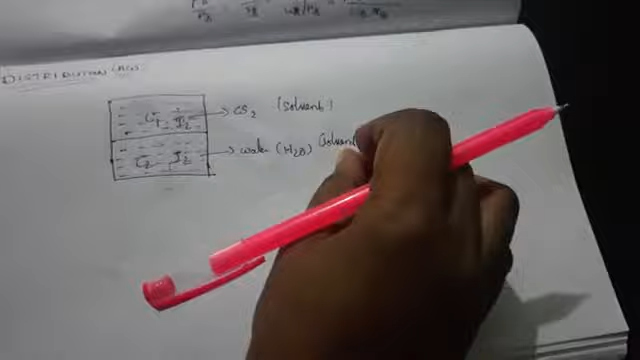 DISTRIBUTION LAW
C₁ I₂ → CS₂ (Solvent)
C₂ I₂ → water (H₂O) (Solvent